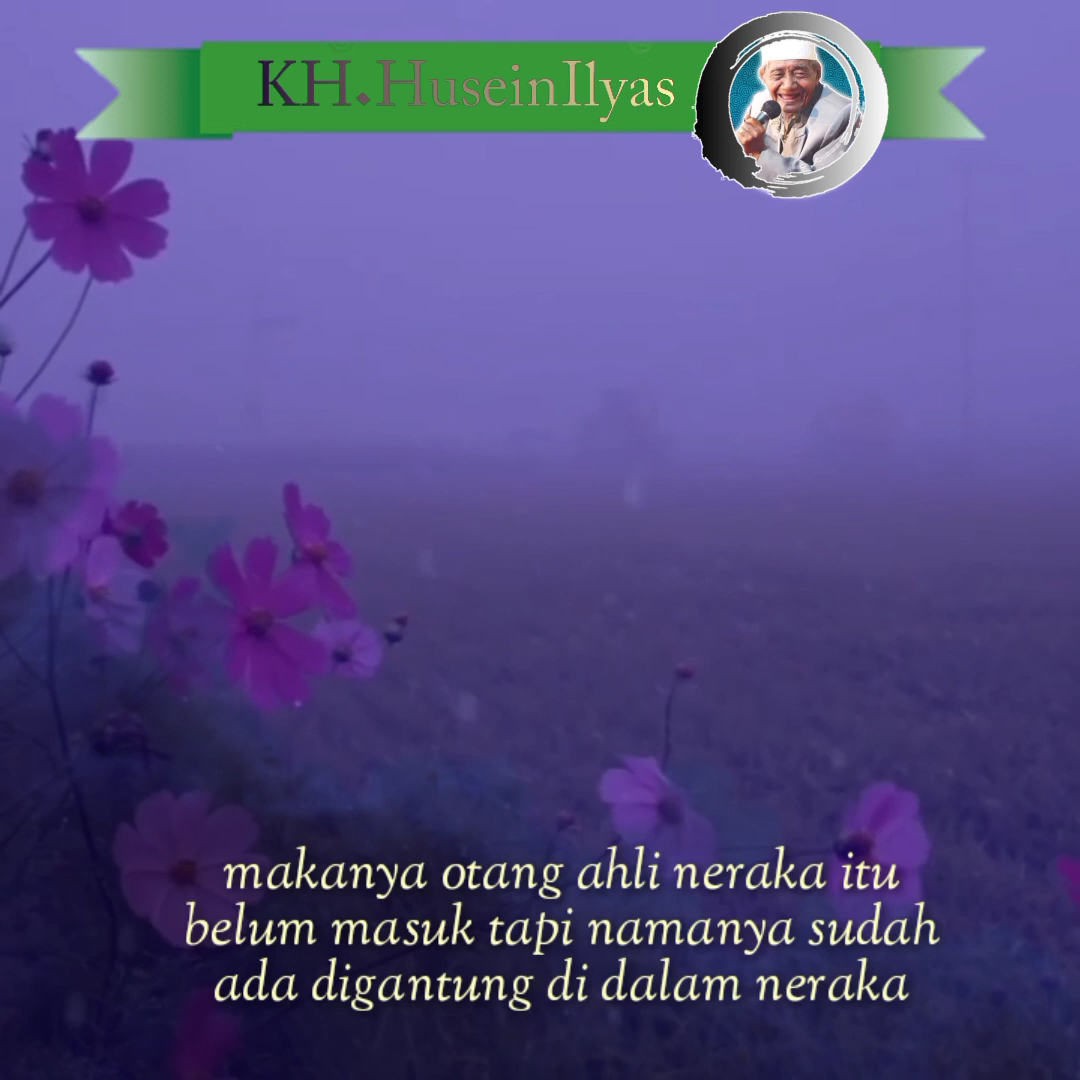 KH.HuseinIlyas
makanya otang ahli neraka itu
belum masuk tapi namanya sudah
ada digantung di dalam neraka